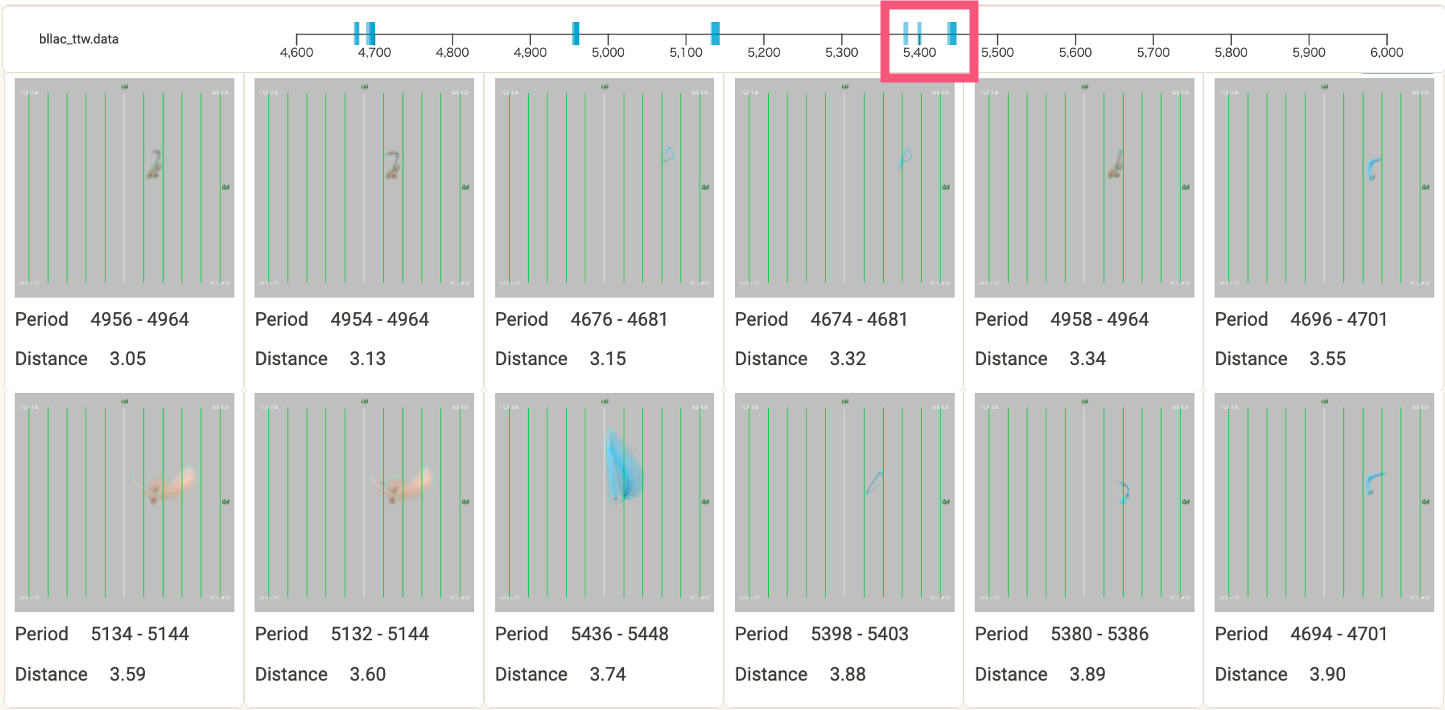 bllac_ttw.data
4,600 4,700 4,800 4,900 5,000 5,100 5,200 5,300 5,400 5,500 5,600 5,700 5,800 5,900 6,000
Period 4956 - 4964 Period 4954 - 4964 Period 4676 - 4681 Period 4674 - 4681 Period 4958 - 4964 Period 4696 - 4701
Distance 3.05 Distance 3.13 Distance 3.15 Distance 3.32 Distance 3.34 Distance 3.55
Period 5134 - 5144 Period 5132 - 5144 Period 5436 - 5448 Period 5398 - 5403 Period 5380 - 5386 Period 4694 - 4701
Distance 3.59 Distance 3.60 Distance 3.74 Distance 3.88 Distance 3.89 Distance 3.90